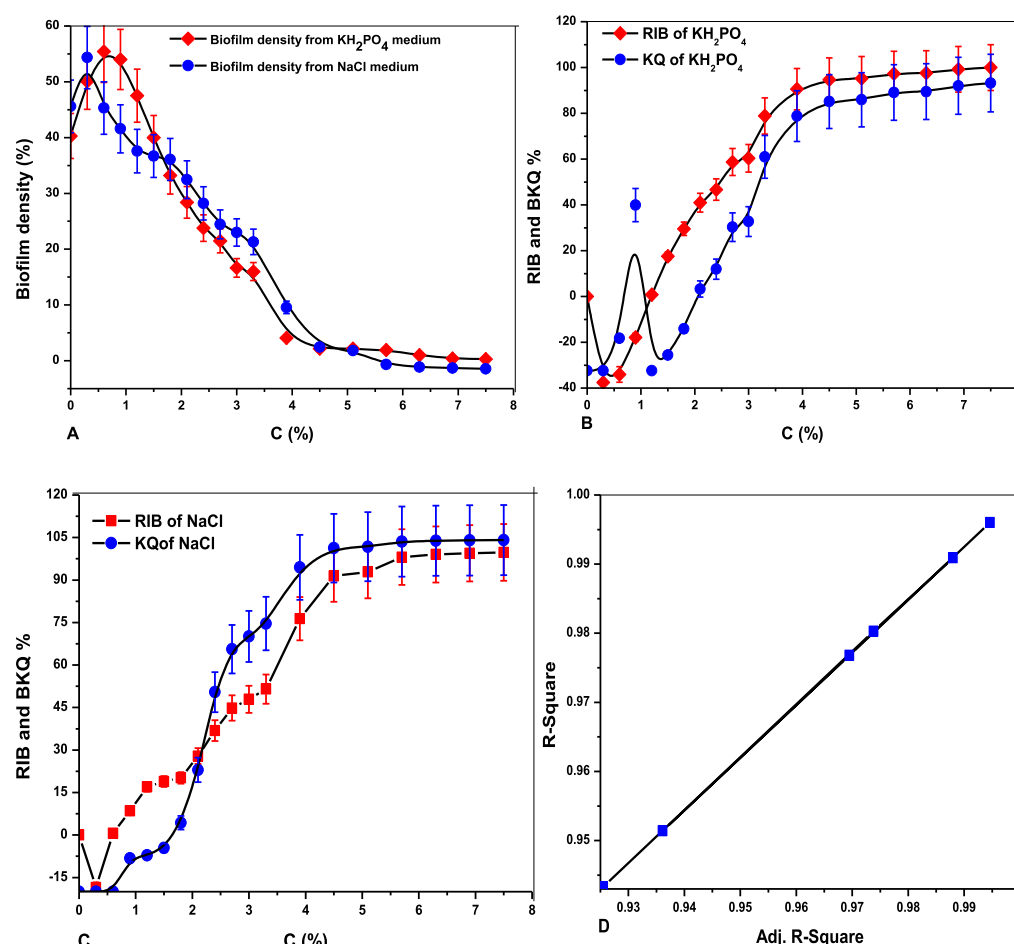 60
50
40
30
20
10
0
Biofilm density (%)
Biofilm density from KH2PO4 medium
Biofilm density from NaCl medium
0 1 2 3 4 5 6 7 8
A
C (%)
120
100
80
60
40
20
0
-20
-40
RIB and BKQ %
RIB of KH2PO4
KQ of KH2PO4
0 1 2 3 4 5 6 7
B
C (%)
120
105
90
75
60
45
30
15
0
-15
RIB and BKQ %
RIB of NaCl
KQof NaCl
0 1 2 3 4 5 6 7 8
C
C (%)
1.00
0.99
0.98
0.97
0.96
0.95
R-Square
0.93 0.94 0.95 0.96 0.97 0.98 0.99
D
Adj. R-Square